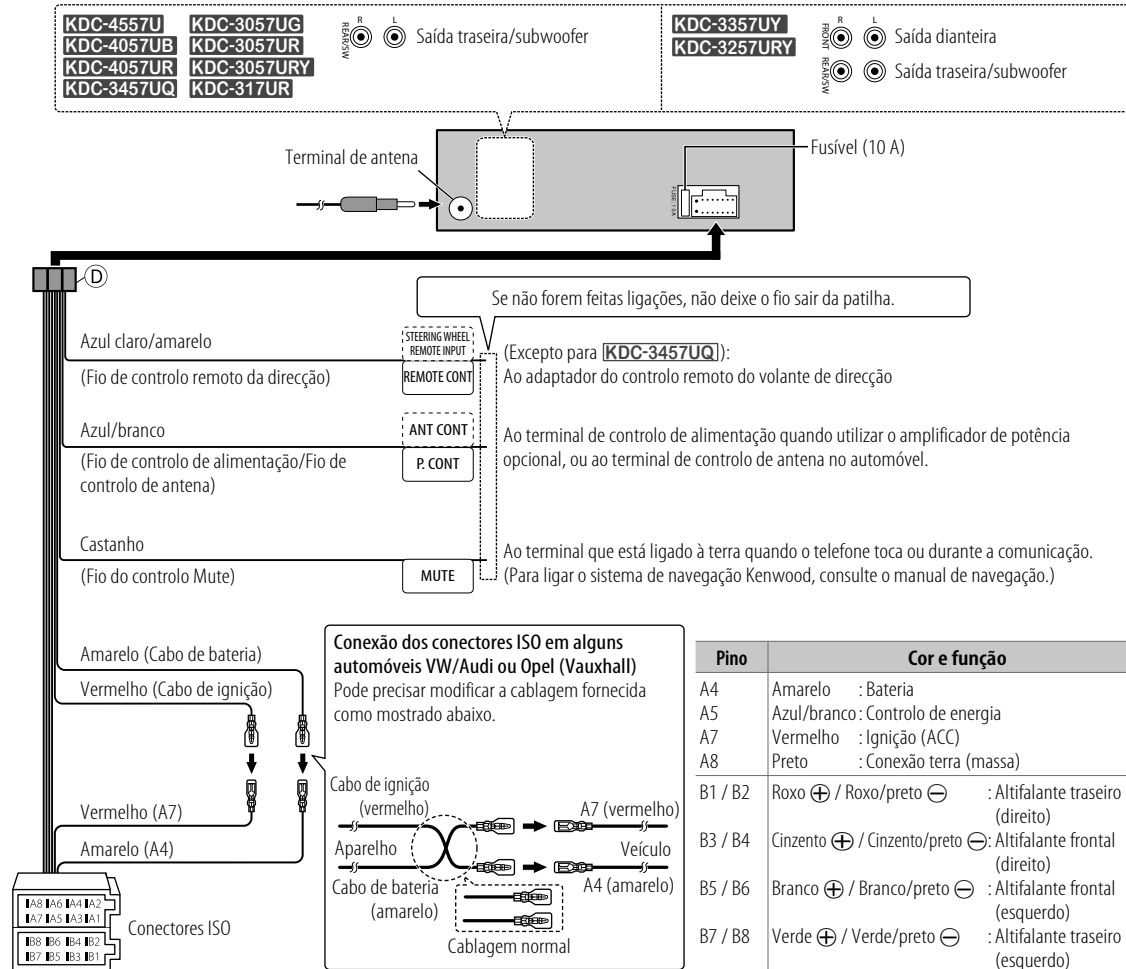 KDC-4557U KDC-3057UG
KDC-4057UB KDC-3057UR
KDC-4057UR KDC-3057URY
KDC-3457UQ KDC-317UR
R L
REAR/SW
Saída traseira/subwoofer
KDC-3357UY
KDC-3257URY
R L
FRONT
Saída dianteira
REAR/SW
Saída traseira/subwoofer
Terminal de antena
Fusível (10 A)
FUSE 10A
D
Se não forem feitas ligações, não deixe o fio sair da patilha.
Azul claro/amarelo
(Fio de controlo remoto da direcção)
STEERING WHEEL
REMOTE INPUT
REMOTE CONT
(Excepto para KDC-3457UQ):
Ao adaptador do controlo remoto do volante de direcção
Azul/branco
(Fio de controlo de alimentação/Fio de
controlo de antena)
ANT CONT
P. CONT
Ao terminal de controlo de alimentação quando utilizar o amplificador de potência
opcional, ou ao terminal de controlo de antena no automóvel.
Castanho
(Fio do controlo Mute)
MUTE
Ao terminal que está ligado à terra quando o telefone toca ou durante a comunicação.
(Para ligar o sistema de navegação Kenwood, consulte o manual de navegação.)
Amarelo (Cabo de bateria)
Vermelho (Cabo de ignição)
Vermelho (A7)
Amarelo (A4)
A8 A6 A4 A2
A7 A5 A3 A1
B8 B6 B4 B2
B7 B5 B3 B1
Conectores ISO
Conexão dos conectores ISO em alguns
automóveis VW/Audi ou Opel (Vauxhall)
Pode precisar modificar a cablagem fornecida
como mostrado abaixo.
Cabo de ignição
(vermelho)
A7 (vermelho)
Aparelho
Veículo
Cabo de bateria
(amarelo)
A4 (amarelo)
Cablagem normal
Pino Cor e função
A4 Amarelo : Bateria
A5 Azul/branco : Controlo de energia
A7 Vermelho : Ignição (ACC)
A8 Preto : Conexão terra (massa)
B1 / B2 Roxo ⊕ / Roxo/preto ⊖ : Altifalante traseiro
(direito)
B3 / B4 Cinzento ⊕ / Cinzento/preto ⊖ : Altifalante frontal
(direito)
B5 / B6 Branco ⊕ / Branco/preto ⊖ : Altifalante frontal
(esquerdo)
B7 / B8 Verde ⊕ / Verde/preto ⊖ : Altifalante traseiro
(esquerdo)